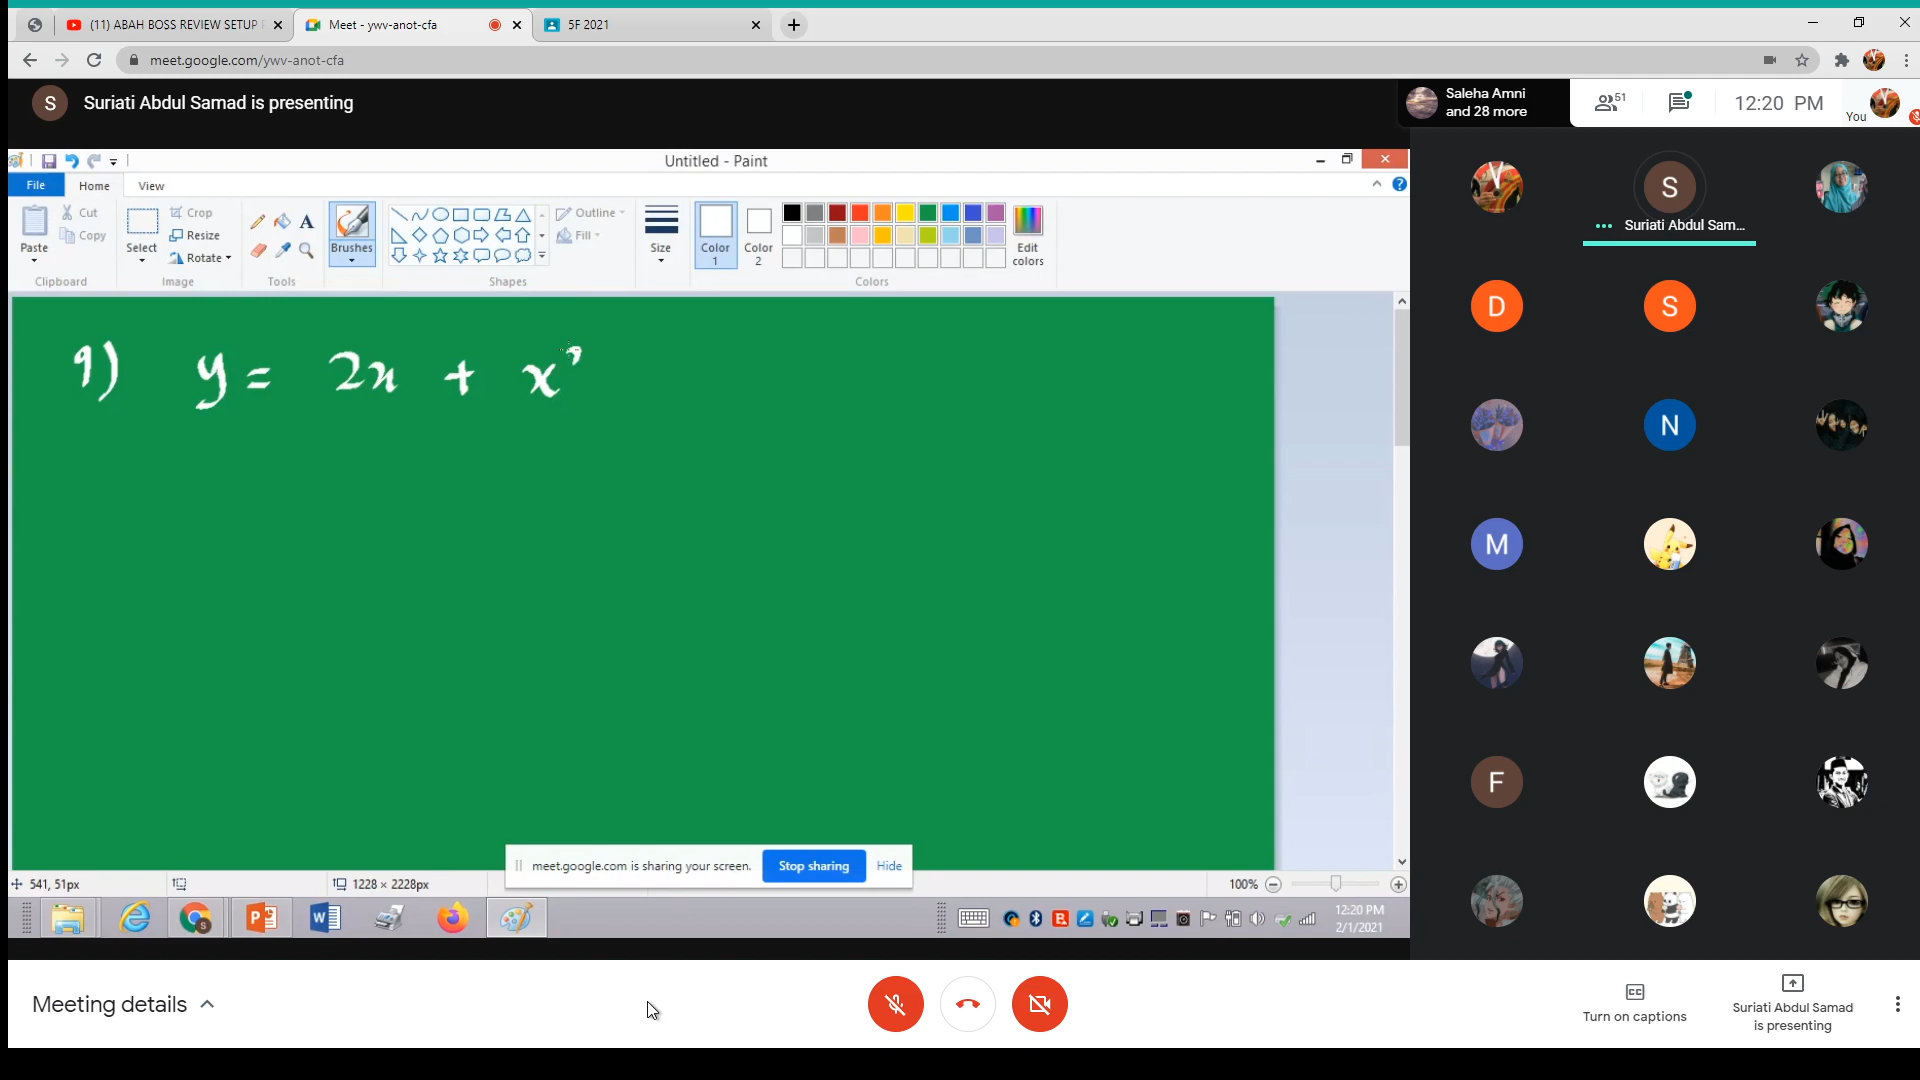 (11) ABAH BOSS REVIEW SETUP
Meet - ywv-anot-cfa
5F 2021
meet.google.com/ywv-anot-cfa
S
Suriati Abdul Samad is presenting
Saleha Amni
and 28 more
51
12:20 PM
You
Untitled - Paint
File
Home
View
Paste
Cut
Copy
Clipboard
Select
Crop
Resize
Rotate
Image
Tools
Brushes
Shapes
Outline
Fill
Size
Color
1
Color
2
Edit
colors
Colors
9) y = 2x + x
S
Suriati Abdul Sam...
D
S
N
M
F
meet.google.com is sharing your screen.
Stop sharing
Hide
541, 51px
1228 × 2228px
100%
12:20 PM
2/1/2021
Meeting details
Turn on captions
Suriati Abdul Samad
is presenting